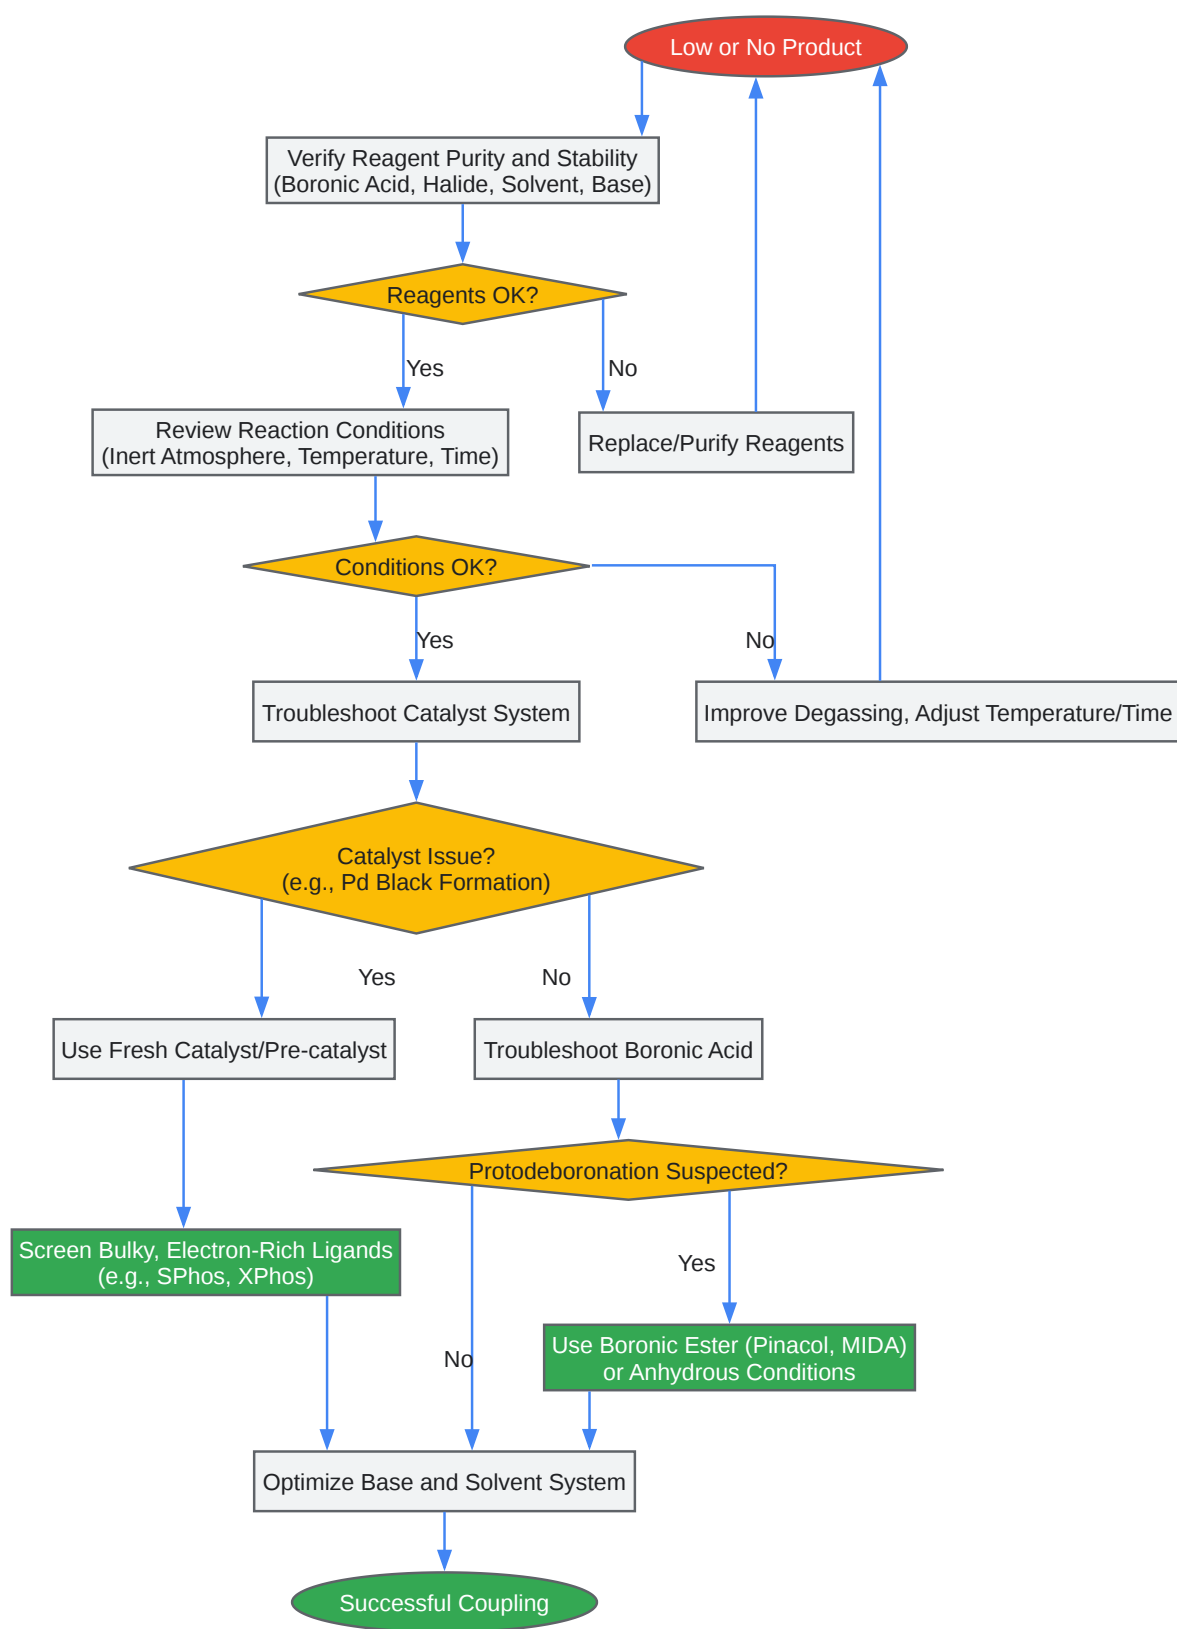 Low or No Product
Verify Reagent Purity and Stability
(Boronic Acid, Halide, Solvent, Base)
Reagents OK?
Yes
No
Review Reaction Conditions
(Inert Atmosphere, Temperature, Time)
Replace/Purify Reagents
Conditions OK?
Yes
No
Troubleshoot Catalyst System
Improve Degassing, Adjust Temperature/Time
Catalyst Issue?
(e.g., Pd Black Formation)
Yes
No
Use Fresh Catalyst/Pre-catalyst
Troubleshoot Boronic Acid
Protodeboronation Suspected?
Screen Bulky, Electron-Rich Ligands
(e.g., SPhos, XPhos)
Yes
No
Use Boronic Ester (Pinacol, MIDA)
or Anhydrous Conditions
Optimize Base and Solvent System
Successful Coupling